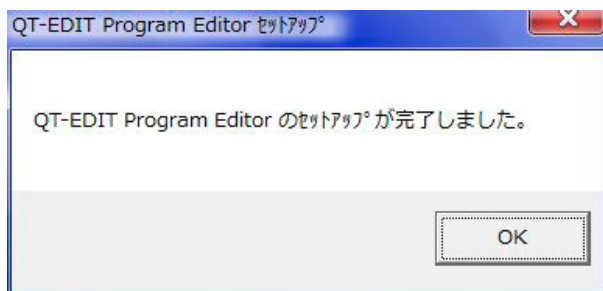 QT-EDIT Program Editor ｾｯﾄｱｯﾌﾟ
QT-EDIT Program Editor のｾｯﾄｱｯﾌﾟが完了しました。
OK